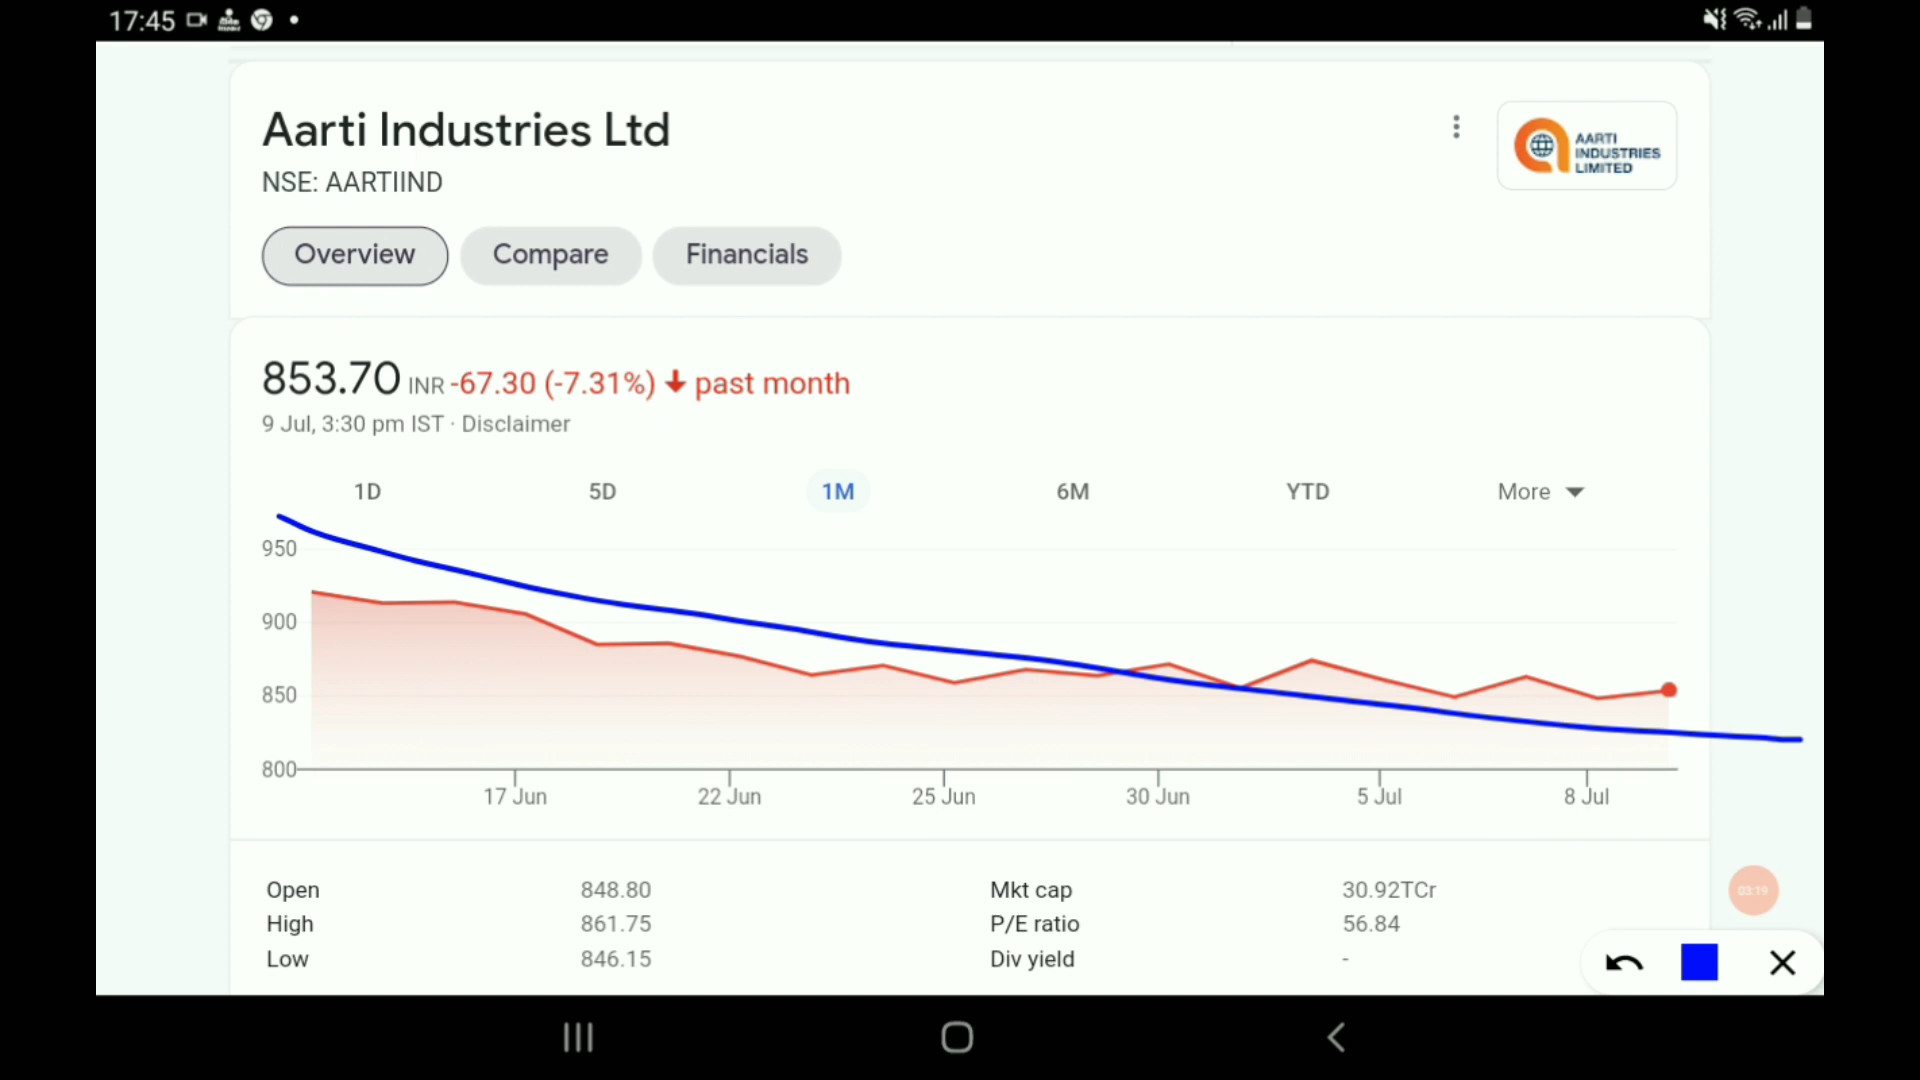 17:45
Aarti Industries Ltd
NSE: AARTIIND
AARTI
INDUSTRIES
LIMITED
Overview Compare Financials
853.70 INR -67.30 (-7.31%) past month
9 Jul, 3:30 pm IST · Disclaimer
1D 5D 1M 6M YTD More
950
900
850
800
17 Jun 22 Jun 25 Jun 30 Jun 5 Jul 8 Jul
Open 848.80 Mkt cap 30.92TCr
High 861.75 P/E ratio 56.84
Low 846.15 Div yield -
03:19